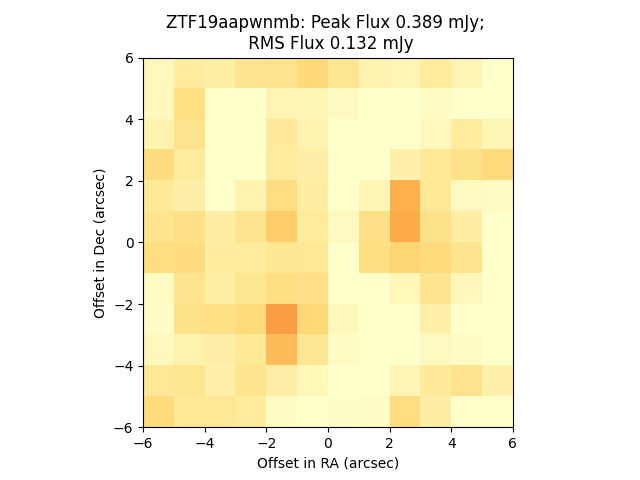 ZTF19aapwnmb: Peak Flux 0.389 mJy;
RMS Flux 0.132 mJy
6
4
2
0
−2
−4
−6
Offset in Dec (arcsec)
−6 −4 −2 0 2 4 6
Offset in RA (arcsec)